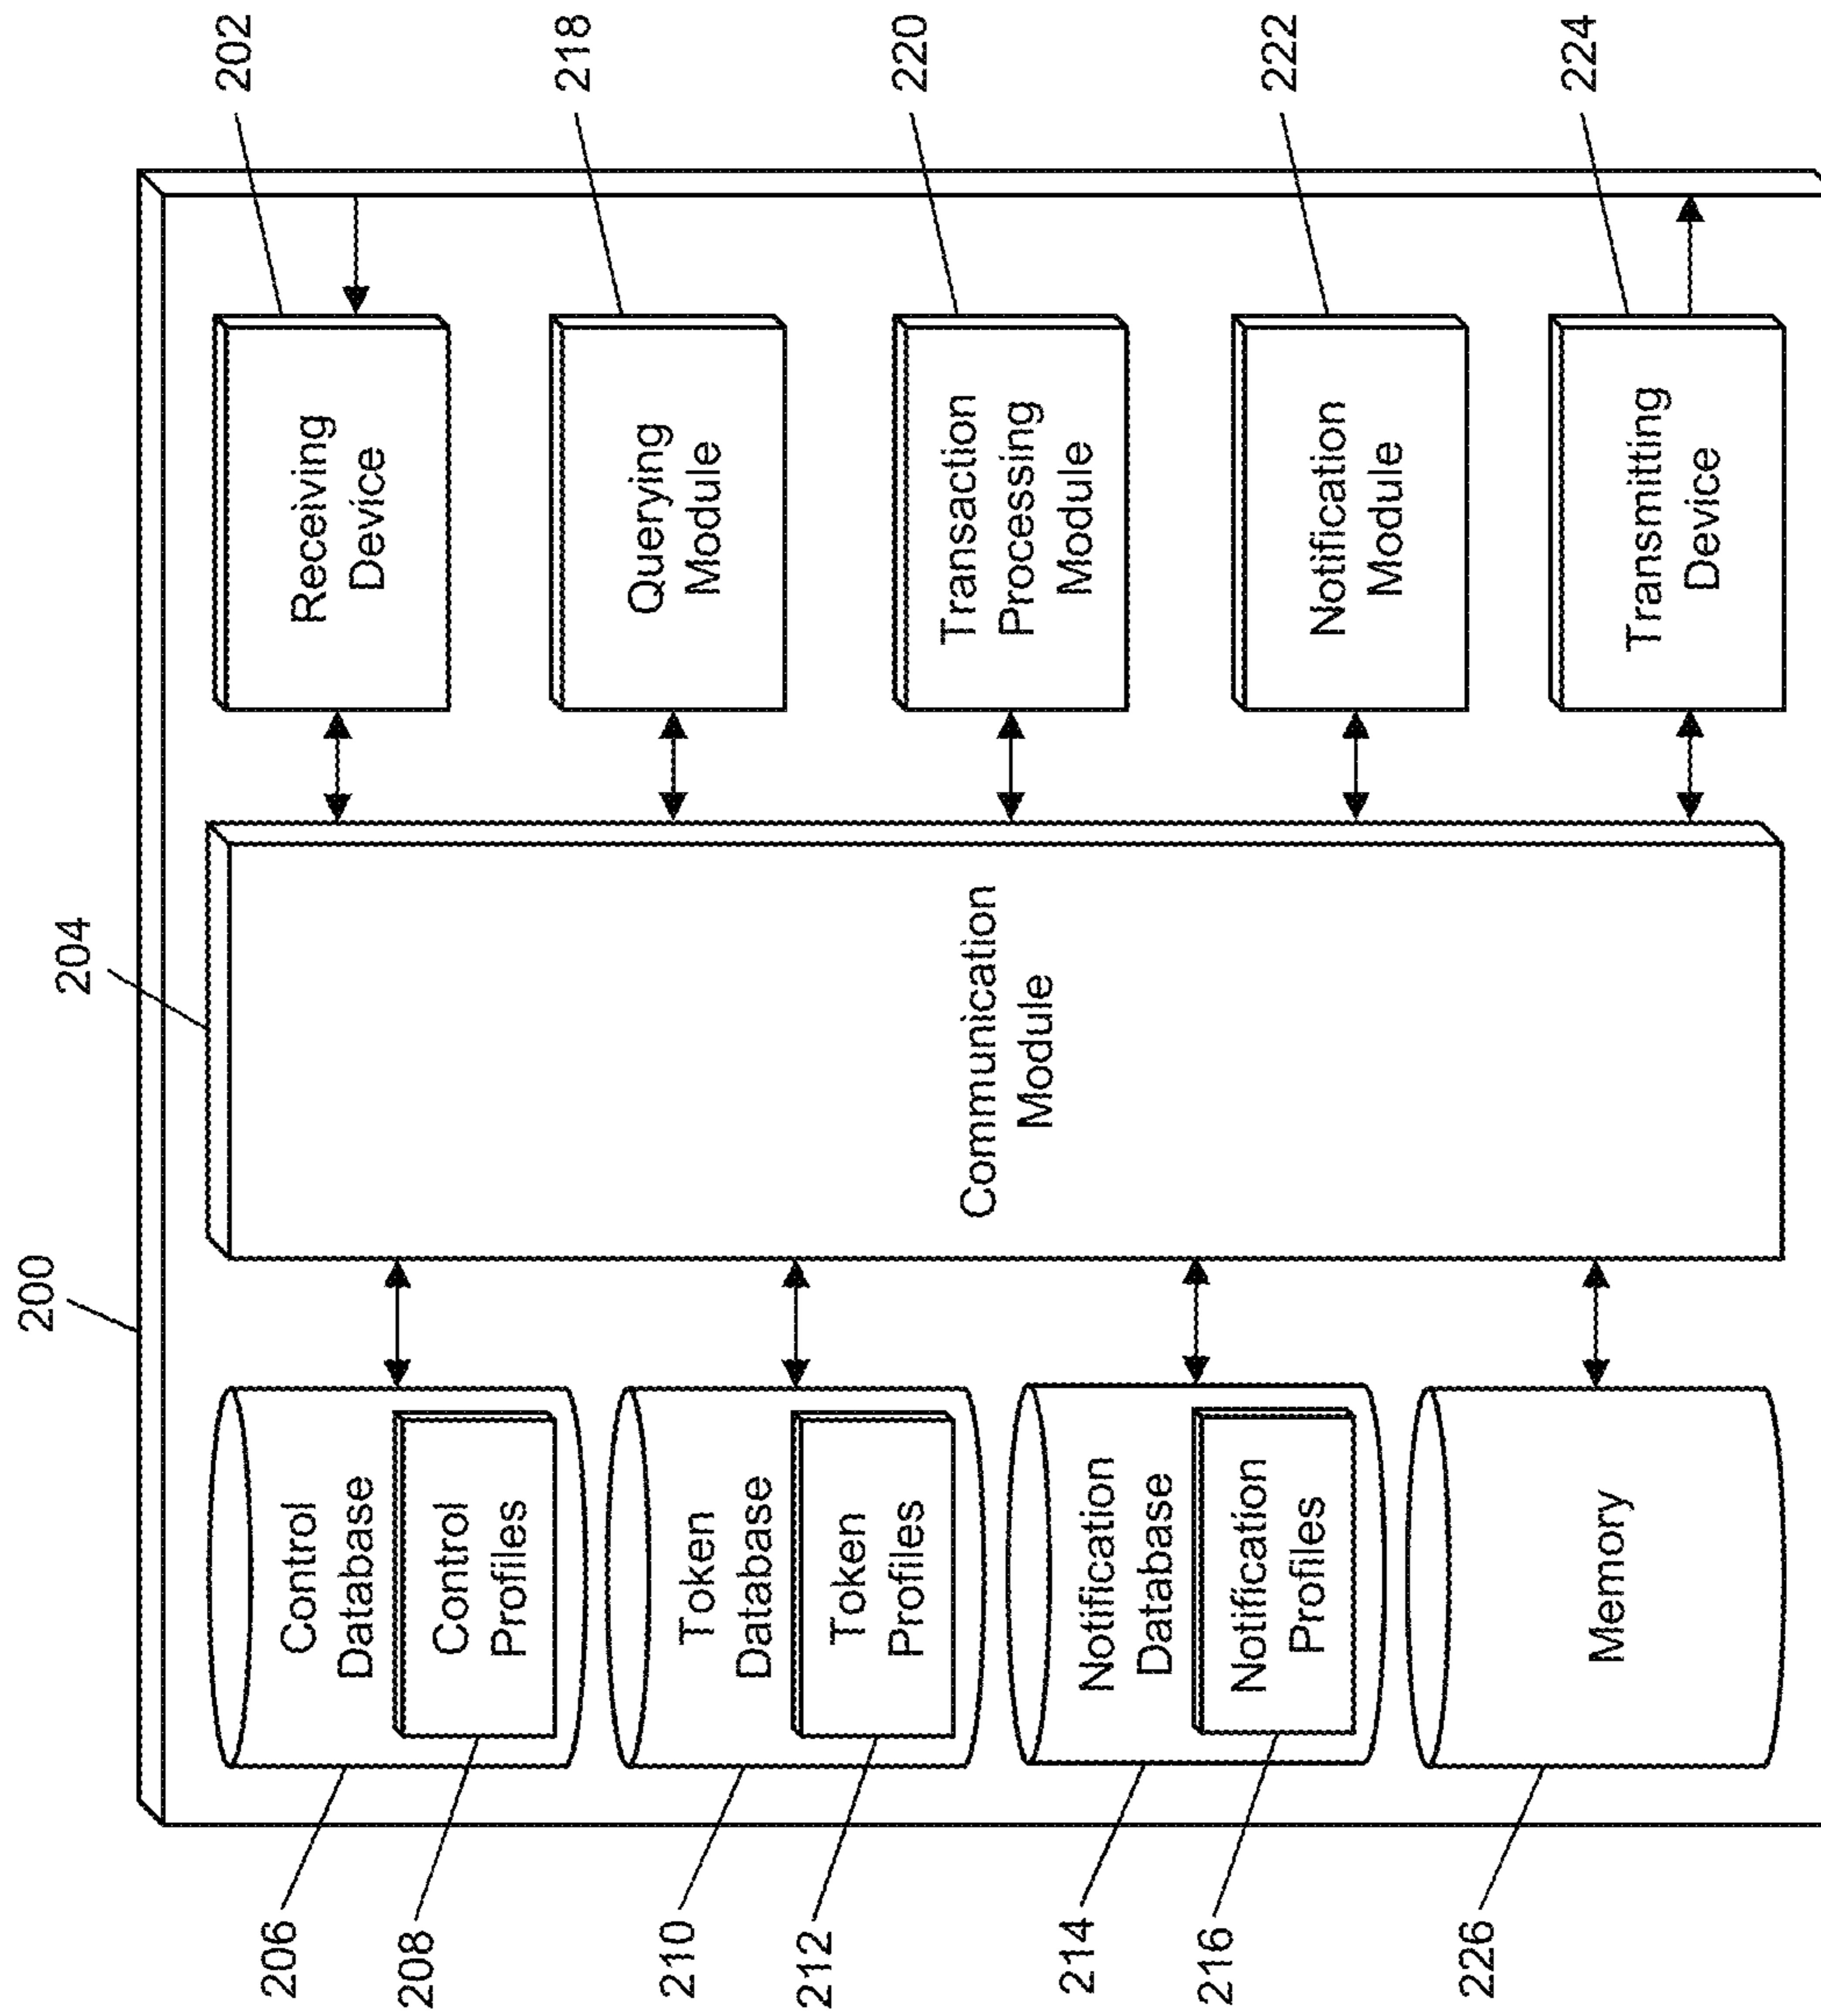 200
204
206
Control
Database
208
Control
Profiles
210
Token
Database
212
Token
Profiles
214
Notification
Database
216
Notification
Profiles
226
Memory
Communication
Module
202
Receiving
Device
218
Querying
Module
220
Transaction
Processing
Module
222
Notification
Module
224
Transmitting
Device